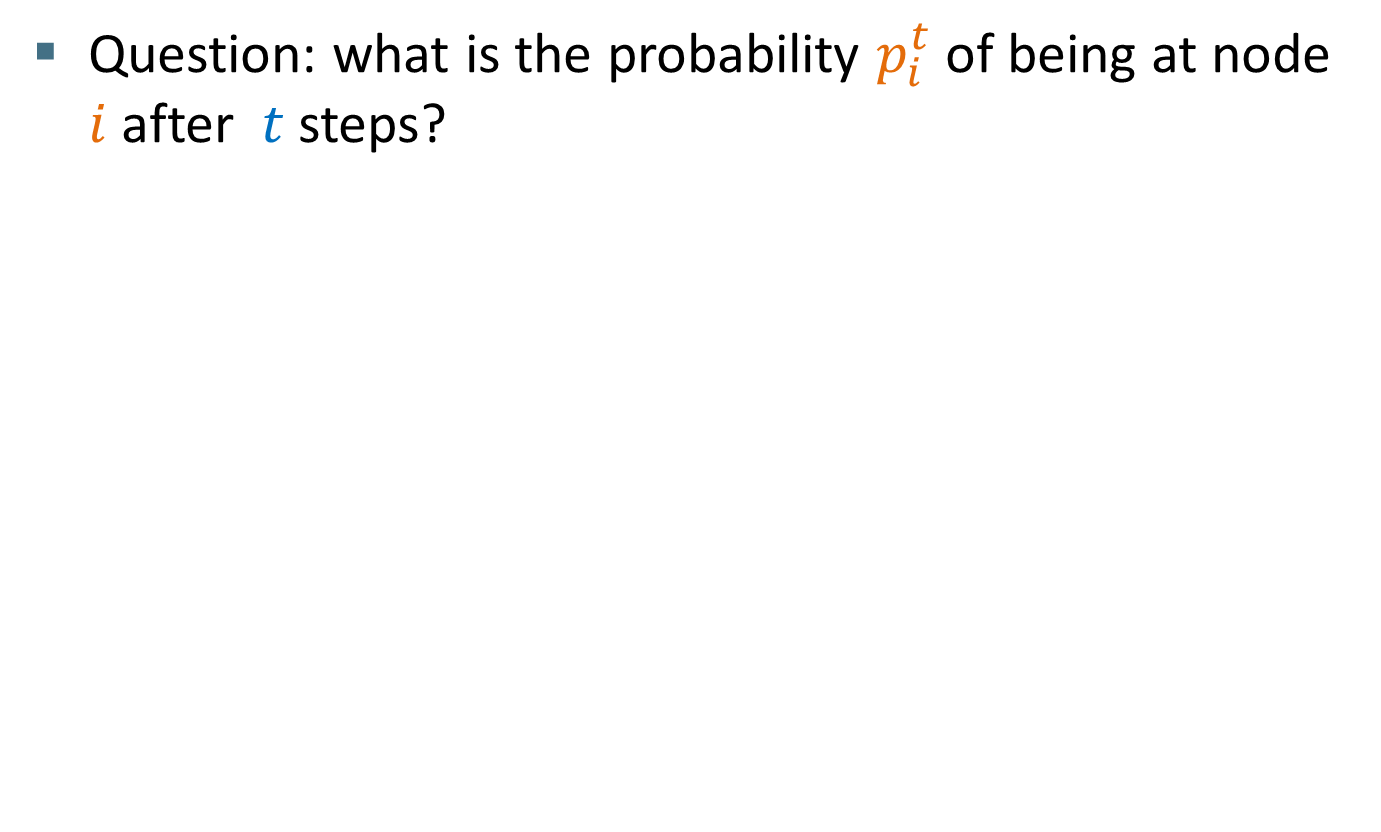 ▪ Question: what is the probability $p_i^t$ of being at node
$i$ after $t$ steps?